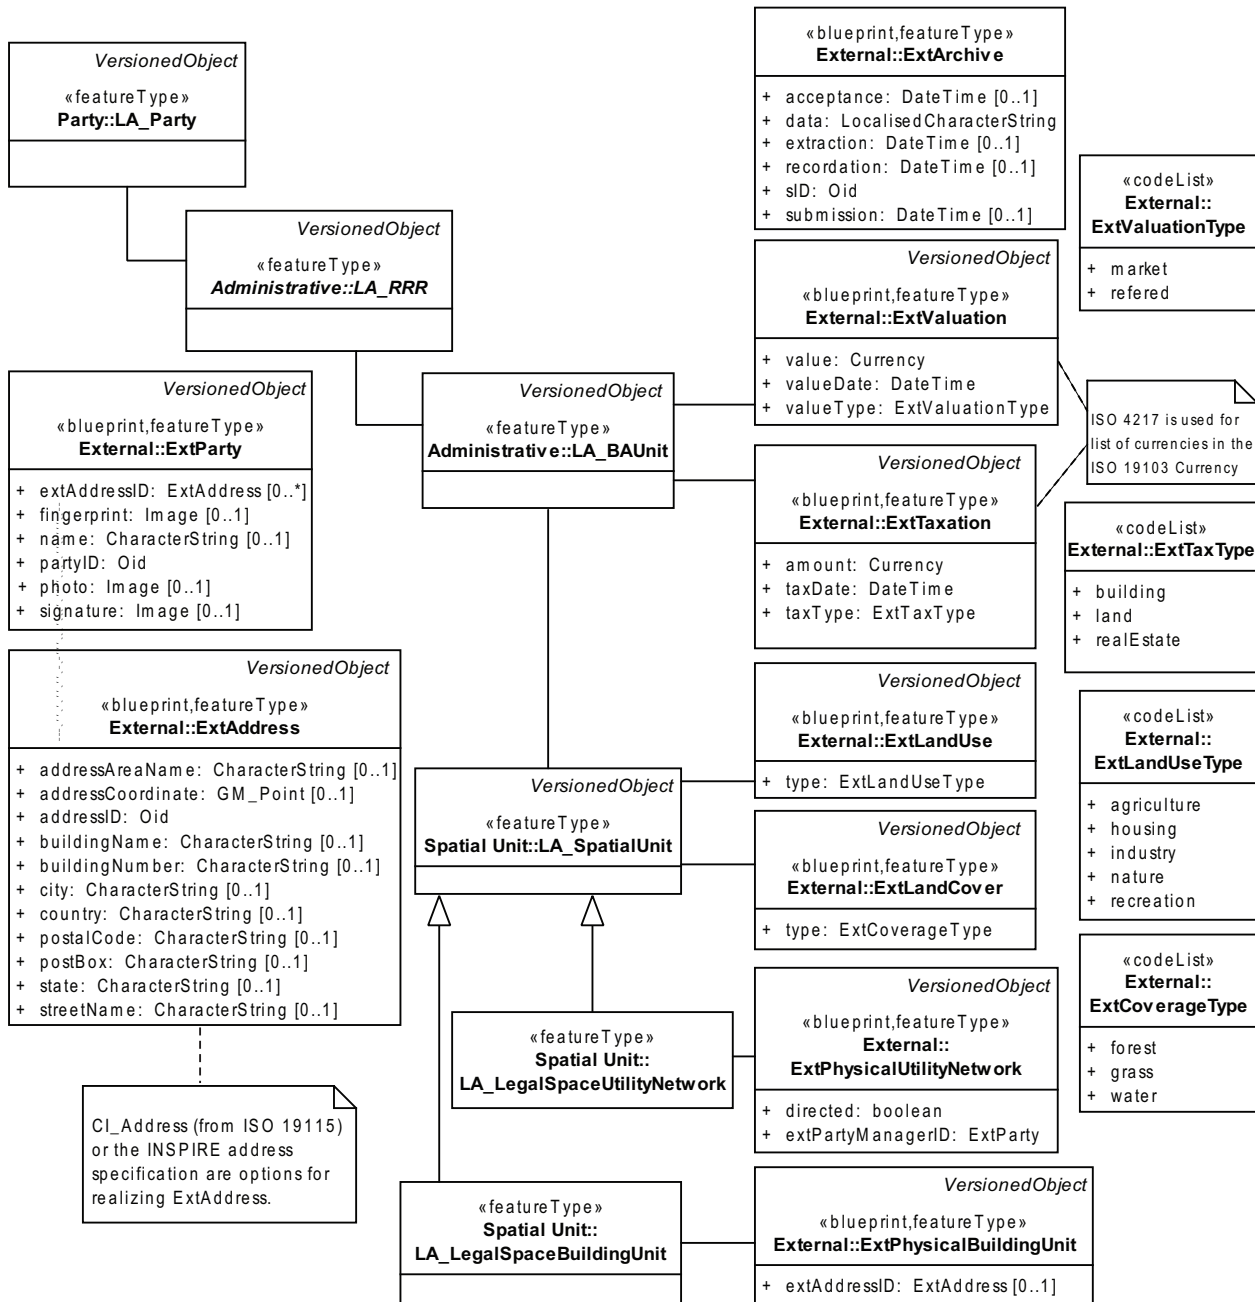 VersionedObject
«featureType»
Party::LA_Party
VersionedObject
«featureType»
Administrative::LA_RRR
VersionedObject
«blueprint,featureType»
External::ExtParty
+ extAddressID: ExtAddress [0..*]
+ fingerprint: Image [0..1]
+ name: CharacterString [0..1]
+ partyID: Oid
+ photo: Image [0..1]
+ signature: Image [0..1]
VersionedObject
«blueprint,featureType»
External::ExtAddress
+ addressAreaName: CharacterString [0..1]
+ addressCoordinate: GM_Point [0..1]
+ addressID: Oid
+ buildingName: CharacterString [0..1]
+ buildingNumber: CharacterString [0..1]
+ city: CharacterString [0..1]
+ country: CharacterString [0..1]
+ postalCode: CharacterString [0..1]
+ postBox: CharacterString [0..1]
+ state: CharacterString [0..1]
+ streetName: CharacterString [0..1]
CI_Address (from ISO 19115)
or the INSPIRE address
specification are options for
realizing ExtAddress.
VersionedObject
«featureType»
Administrative::LA_BAUnit
VersionedObject
«featureType»
Spatial Unit::LA_SpatialUnit
«featureType»
Spatial Unit::
LA_LegalSpaceUtilityNetwork
«featureType»
Spatial Unit::
LA_LegalSpaceBuildingUnit
«blueprint,featureType»
External::ExtArchive
+ acceptance: DateTime [0..1]
+ data: LocalisedCharacterString
+ extraction: DateTime [0..1]
+ recordation: DateTime [0..1]
+ sID: Oid
+ submission: DateTime [0..1]
VersionedObject
«blueprint,featureType»
External::ExtValuation
+ value: Currency
+ valueDate: DateTime
+ valueType: ExtValuationType
VersionedObject
«blueprint,featureType»
External::ExtTaxation
+ amount: Currency
+ taxDate: DateTime
+ taxType: ExtTaxType
VersionedObject
«blueprint,featureType»
External::ExtLandUse
+ type: ExtLandUseType
VersionedObject
«blueprint,featureType»
External::ExtLandCover
+ type: ExtCoverageType
VersionedObject
«blueprint,featureType»
External::
ExtPhysicalUtilityNetwork
+ directed: boolean
+ extPartyManagerID: ExtParty
VersionedObject
«blueprint,featureType»
External::ExtPhysicalBuildingUnit
+ extAddressID: ExtAddress [0..1]
«codeList»
External::
ExtValuationType
+ market
+ refered
ISO 4217 is used for
list of currencies in the
ISO 19103 Currency
«codeList»
External::ExtTaxType
+ building
+ land
+ realEstate
«codeList»
External::
ExtLandUseType
+ agriculture
+ housing
+ industry
+ nature
+ recreation
«codeList»
External::
ExtCoverageType
+ forest
+ grass
+ water